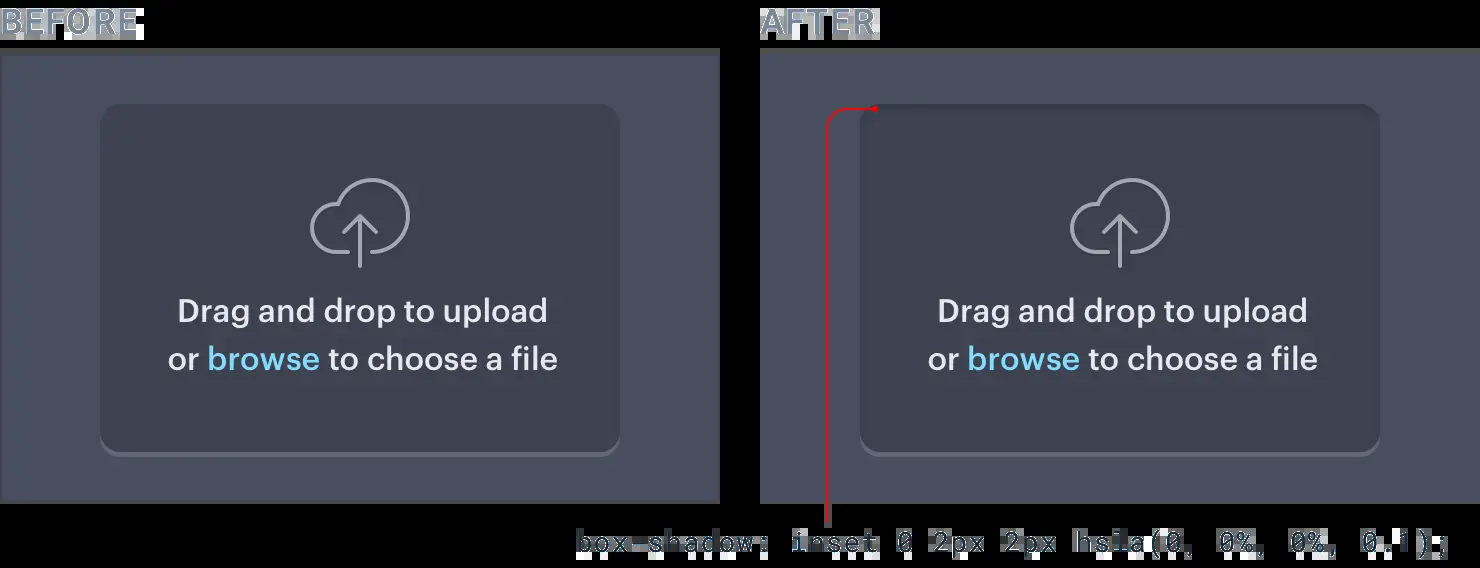 BEFORE
AFTER
Drag and drop to upload
or browse to choose a file
Drag and drop to upload
or browse to choose a file
box-shadow: inset 0 2px 2px hsla(0, 0%, 0%, 0.1);